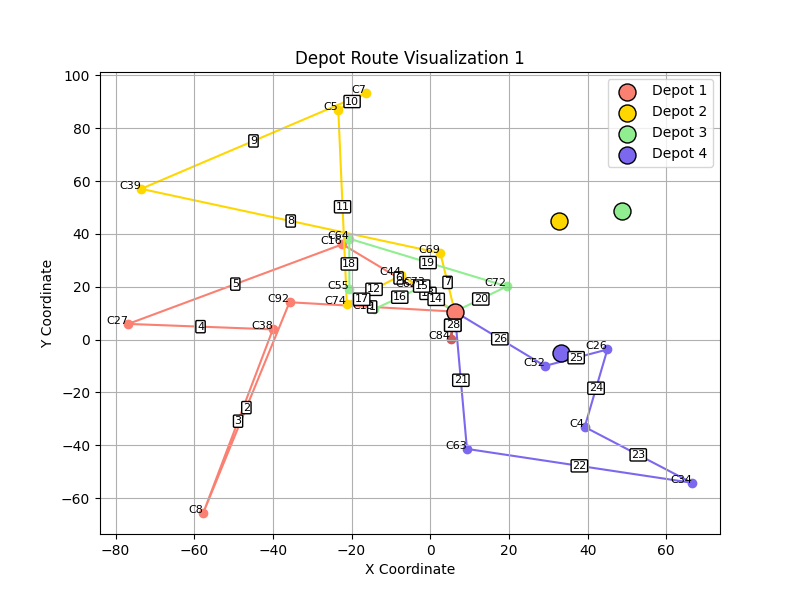 Depot Route Visualization 1
100
80
60
40
20
0
−20
−40
−60
−80
−60
−40
−20
0
20
40
60
X Coordinate
Y Coordinate
Depot 1
Depot 2
Depot 3
Depot 4
C7
10
C5
9
C39
11
8
C64
C16
C69
18
19
C44
6
7
5
C72
C55
12
15
16
14
20
17
C74
C92
C27
4
C38
28
C84
26
C26
25
C52
21
24
2
3
C4
C63
23
22
C34
C8